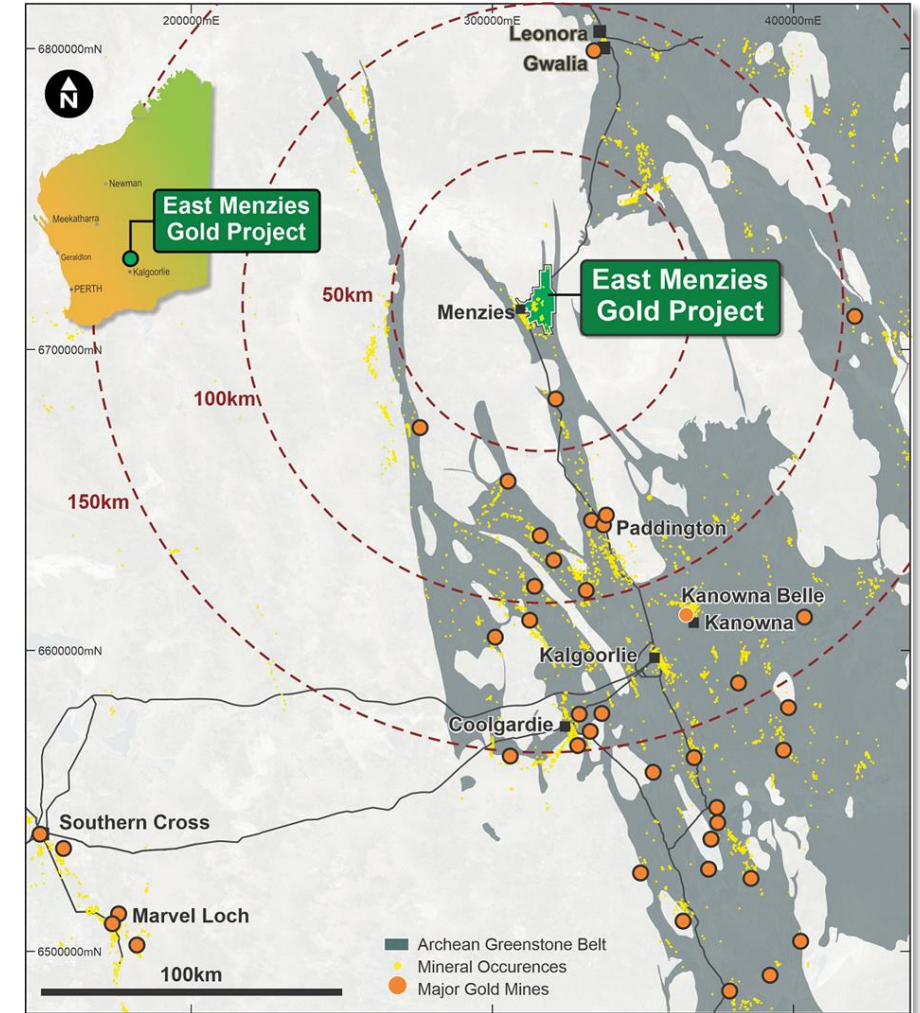 200000mE
300000mE
400000mE
6800000mN
Leonora
Gwalia
N
Newman
Meekatharra
Geraldton
Kalgoorlie
PERTH
East Menzies
Gold Project
50km
Menzies
East Menzies
Gold Project
6700000mN
100km
150km
Paddington
Kanowna Belle
Kanowna
6600000mN
Kalgoorlie
Coolgardie
Southern Cross
Marvel Loch
6500000mN
100km
Archean Greenstone Belt
Mineral Occurences
Major Gold Mines